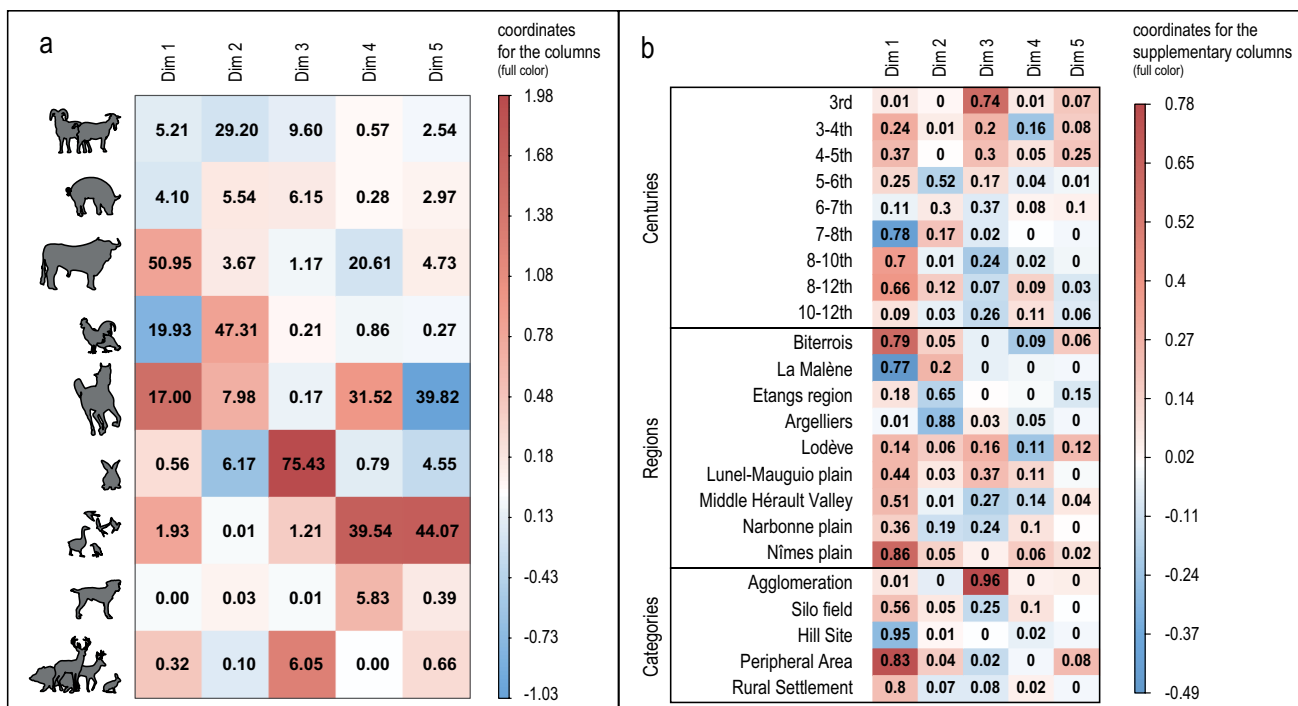 a
Dim 1 Dim 2 Dim 3 Dim 4 Dim 5
coordinates
for the columns
(full color)
5.21 29.20 9.60 0.57 2.54
4.10 5.54 6.15 0.28 2.97
50.95 3.67 1.17 20.61 4.73
19.93 47.31 0.21 0.86 0.27
17.00 7.98 0.17 31.52 39.82
0.56 6.17 75.43 0.79 4.55
1.93 0.01 1.21 39.54 44.07
0.00 0.03 0.01 5.83 0.39
0.32 0.10 6.05 0.00 0.66
1.98
1.68
1.38
1.08
0.78
0.48
0.18
-0.13
-0.43
-0.73
-1.03
b
Dim 1 Dim 2 Dim 3 Dim 4 Dim 5
coordinates for the
supplementary columns
(full color)
Centuries
3rd 0.01 0 0.74 0.01 0.07
3-4th 0.24 0.01 0.2 0.16 0.08
4-5th 0.37 0 0.3 0.05 0.25
5-6th 0.25 0.52 0.17 0.04 0.01
6-7th 0.11 0.3 0.37 0.08 0.1
7-8th 0.78 0.17 0.02 0 0
8-10th 0.7 0.01 0.24 0.02 0
8-12th 0.66 0.12 0.07 0.09 0.03
10-12th 0.09 0.03 0.26 0.11 0.06
Regions
Biterrois 0.79 0.05 0 0.09 0.06
La Malène 0.77 0.2 0 0 0
Etangs region 0.18 0.65 0 0 0.15
Argelliers 0.01 0.88 0.03 0.05 0
Lodève 0.14 0.06 0.16 0.11 0.12
Lunel-Mauguio plain 0.44 0.03 0.37 0.11 0
Middle Hérault Valley 0.51 0.01 0.27 0.14 0.04
Narbonne plain 0.36 0.19 0.24 0.1 0
Nîmes plain 0.86 0.05 0 0.06 0.02
Categories
Agglomeration 0.01 0 0.96 0 0
Silo field 0.56 0.05 0.25 0.1 0
Hill Site 0.95 0.01 0 0.02 0
Peripheral Area 0.83 0.04 0.02 0 0.08
Rural Settlement 0.8 0.07 0.08 0.02 0
0.78
0.65
0.52
0.4
0.27
0.14
0.02
-0.11
-0.24
-0.37
-0.49